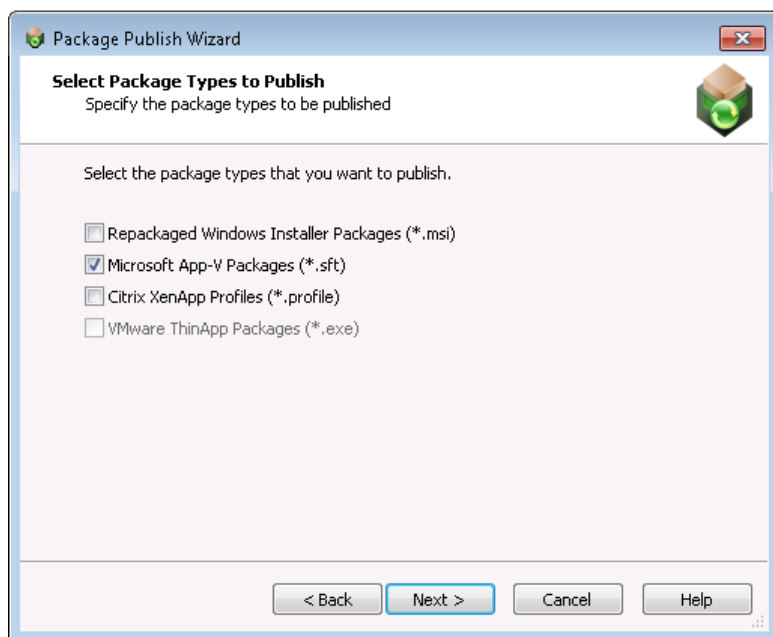 Package Publish Wizard
Select Package Types to Publish
Specify the package types to be published
Select the package types that you want to publish.
Repackaged Windows Installer Packages (*.msi)
Microsoft App-V Packages (*.sft)
Citrix XenApp Profiles (*.profile)
VMware ThinApp Packages (*.exe)
< Back Next > Cancel Help